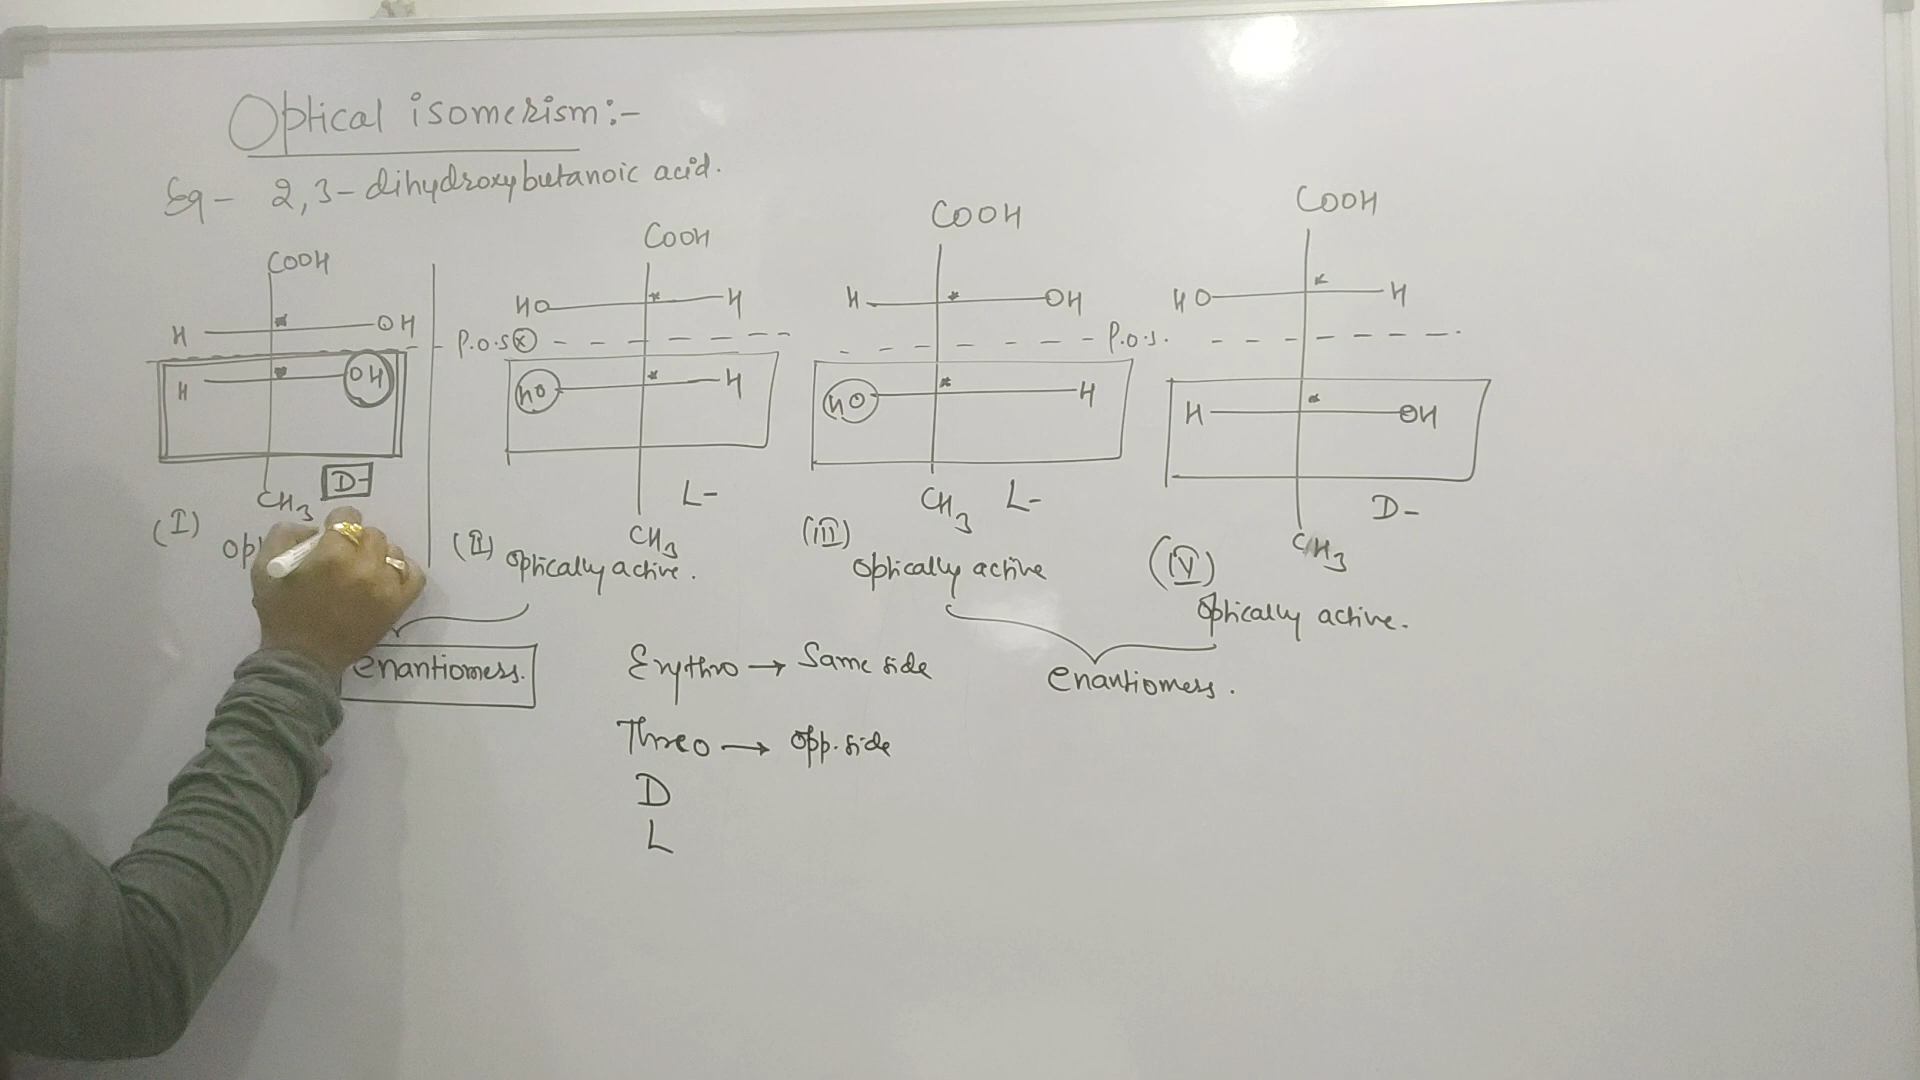 Optical isomerism:-
Eg- 2,3-dihydroxybutanoic acid.
COOH
H OH
H OH
CH3
D-
(I)
P.O.S
COOH
HO H
HO H
CH3
L-
(II)
Optically active.
COOH
H OH
HO H
CH3
L-
(III)
Optically active
P.O.S.
COOH
HO H
H OH
CH3
D-
(IV)
Optically active.
enantiomers.
enantiomers.
Erythro → Same side
Threo → Opp. side
D
L